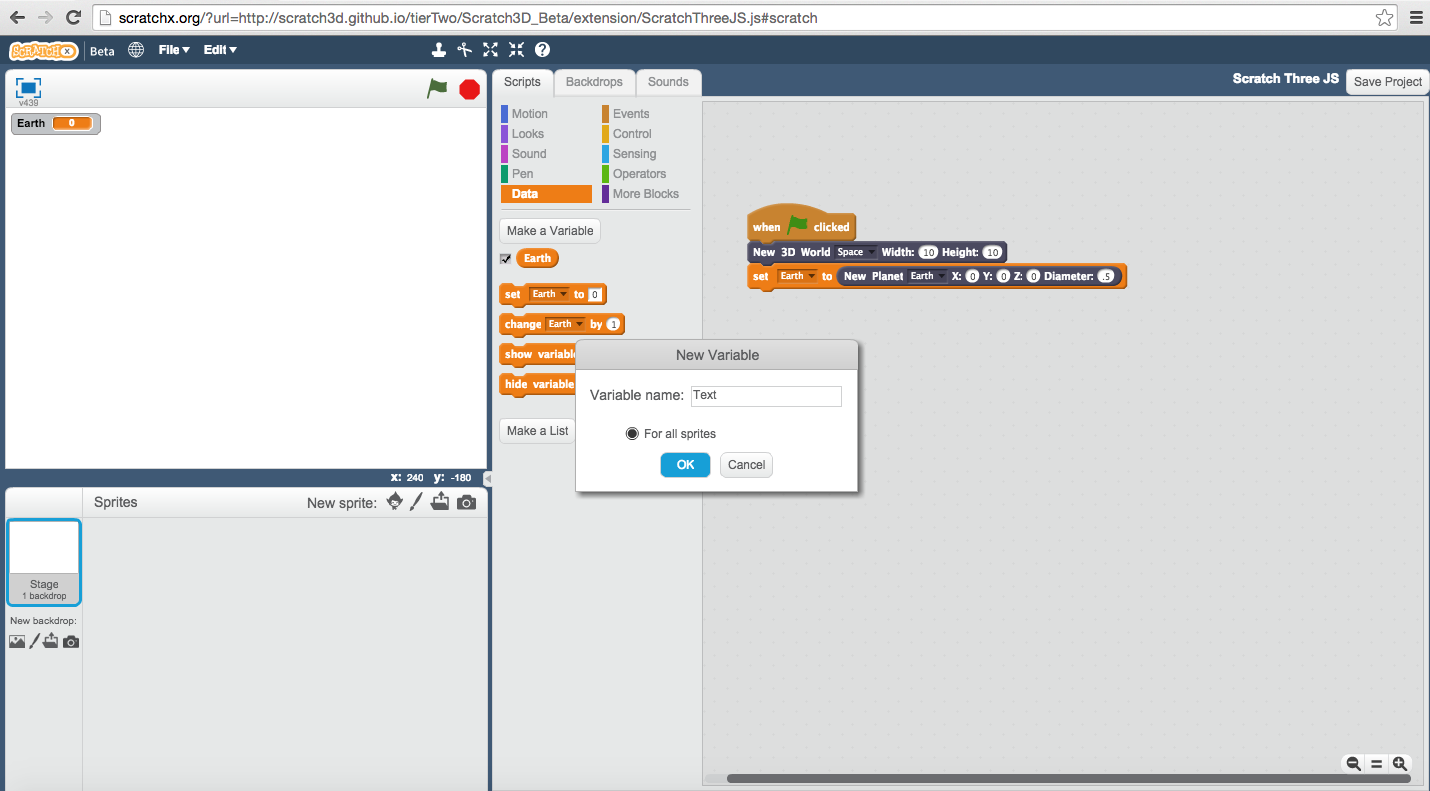 scratchx.org/?url=http://scratch3d.github.io/tierTwo/Scratch3D_Beta/extension/ScratchThreeJS.js#scratch
SCRATCHX Beta File Edit
v439
Earth 0
Scripts Backdrops Sounds
Scratch Three JS Save Project
Motion Events
Looks Control
Sound Sensing
Pen Operators
Data More Blocks
Make a Variable
Earth
set Earth to 0
change Earth by 1
show variable
hide variable
Make a List
when clicked
New 3D World Space Width: 10 Height: 10
set Earth to New Planet Earth X: 0 Y: 0 Z: 0 Diameter: .5
New Variable
Variable name: Text
For all sprites
OK Cancel
x: 240 y: -180
Sprites New sprite:
Stage
1 backdrop
New backdrop: